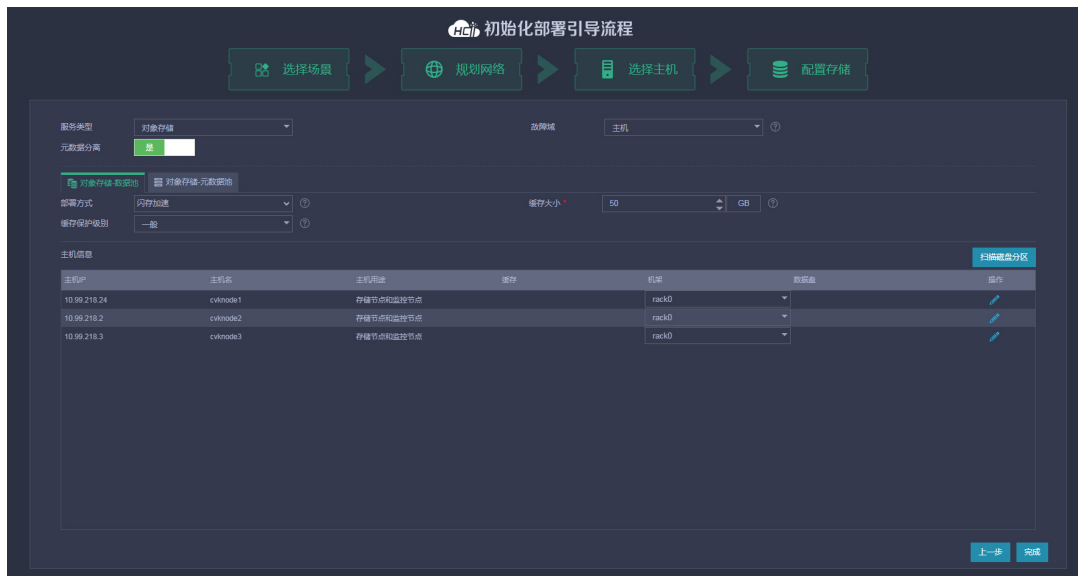 HCI 初始化部署引导流程
选择场景 规划网络 选择主机 配置存储
服务类型 对象存储 故障域 主机
元数据分离 是
对象存储-数据池 对象存储-元数据池
部署方式 闪存加速 缓存大小* 50 GB
缓存保护级别 一般
主机信息 扫描磁盘分区
主机IP 主机名 主机用途 缓存 机架 数据盘 操作
10.99.218.24 cvknode1 存储节点和监控节点 rack0
10.99.218.2 cvknode2 存储节点和监控节点 rack0
10.99.218.3 cvknode3 存储节点和监控节点 rack0
上一步 完成